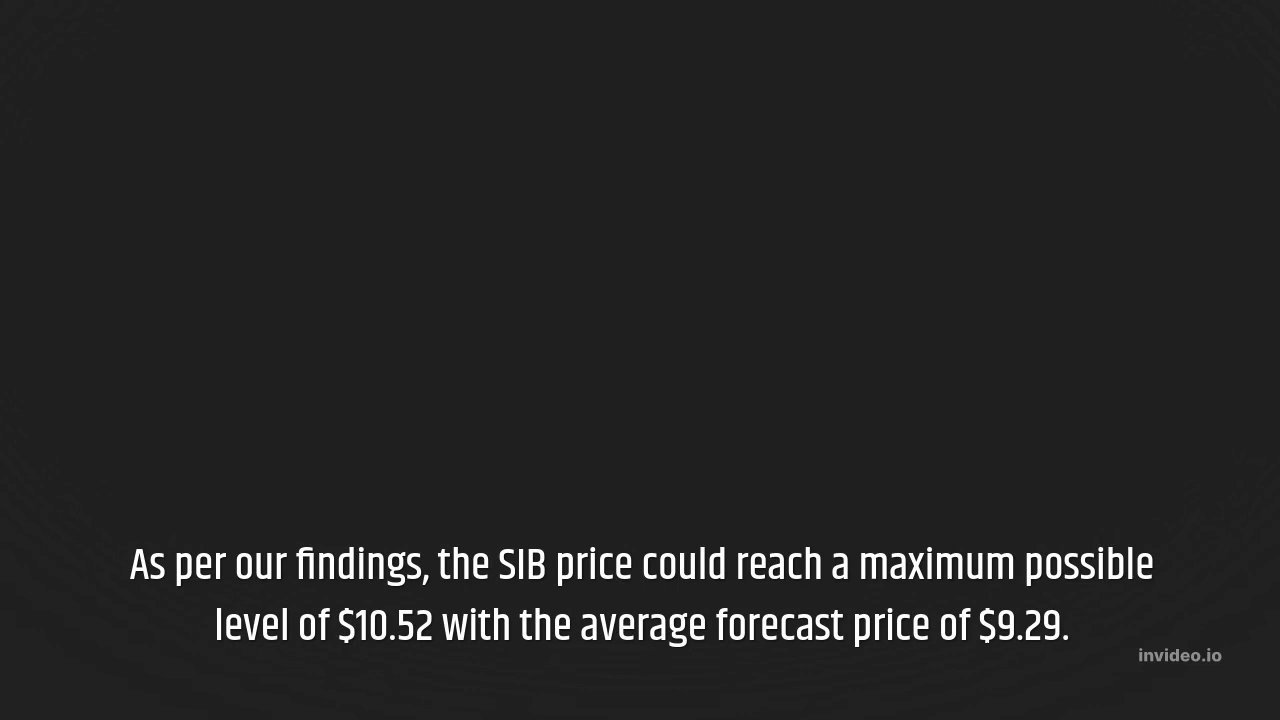 As per our findings, the SIB price could reach a maximum possible
level of $10.52 with the average forecast price of $9.29.
invideo.io